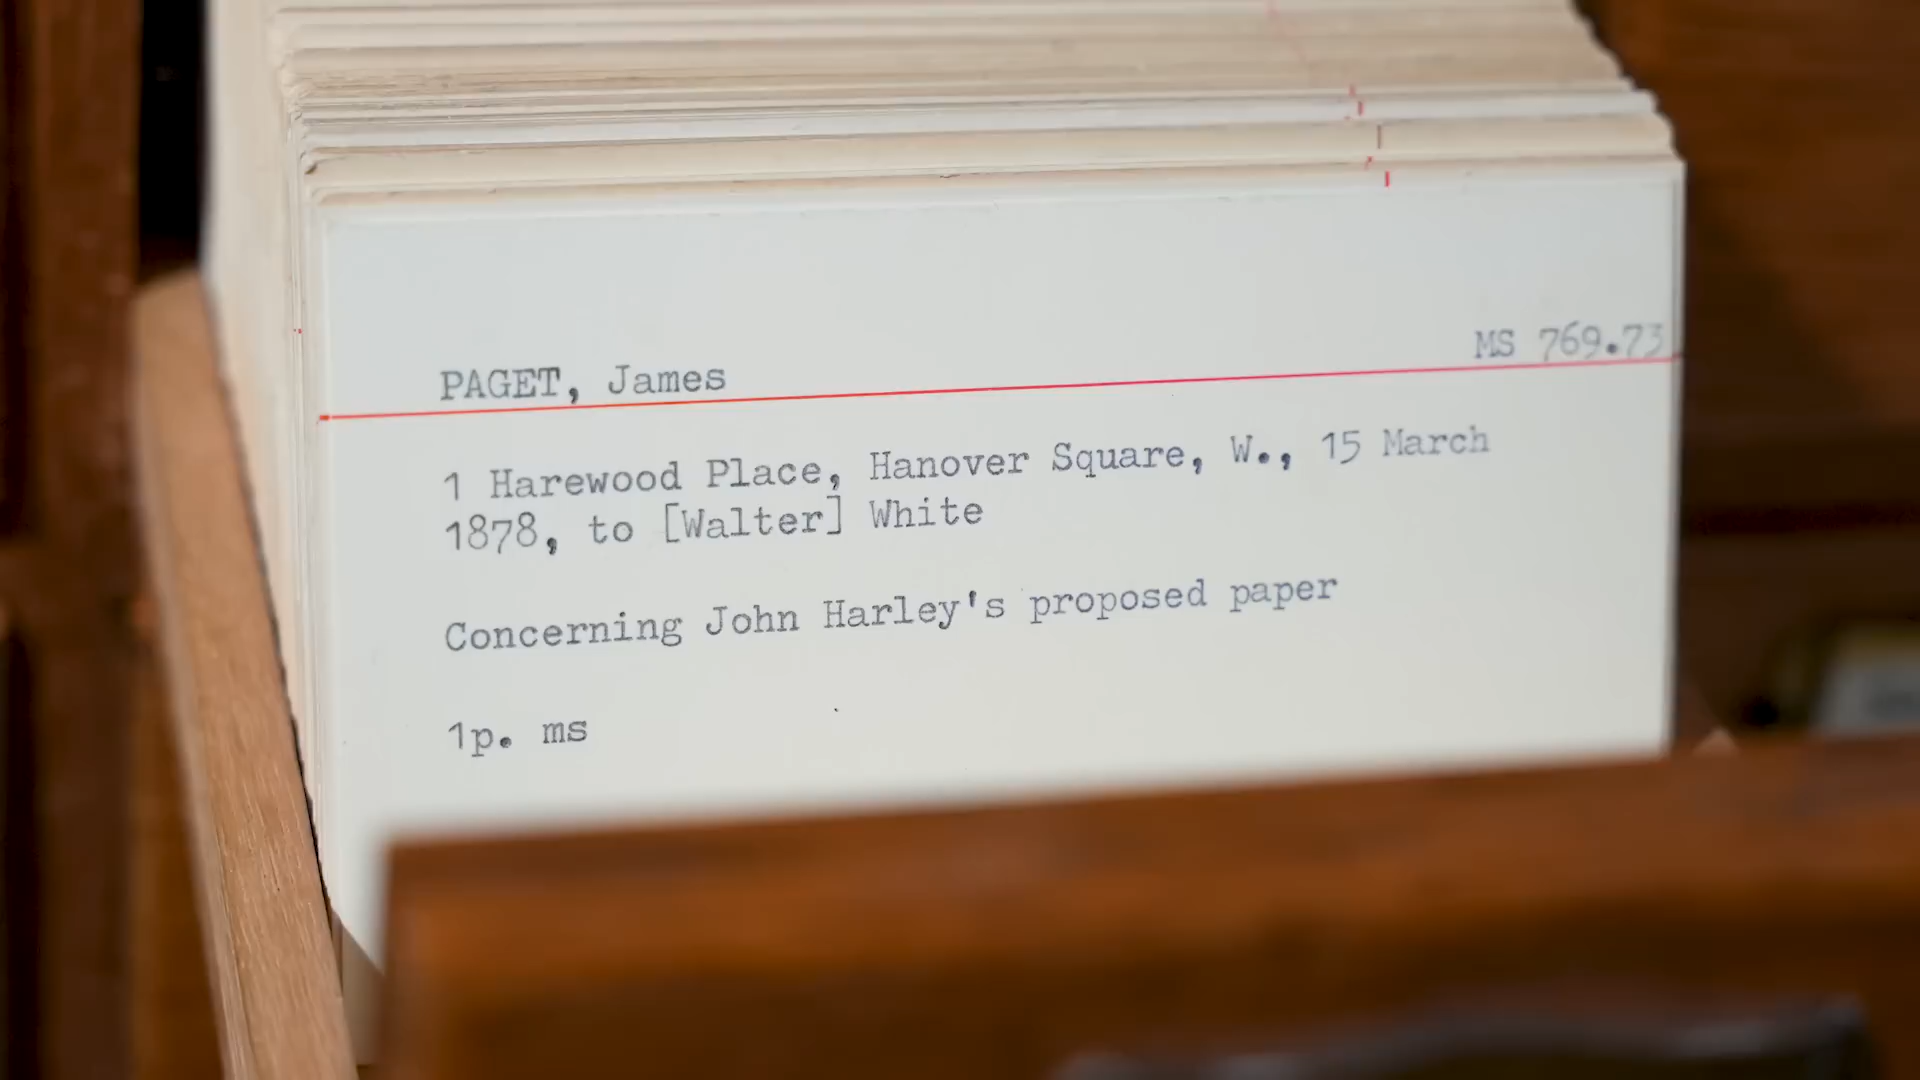 PAGET, James
MS 769.73
1 Harewood Place, Hanover Square, W., 15 March
1878, to [Walter] White
Concerning John Harley's proposed paper
1p. ms